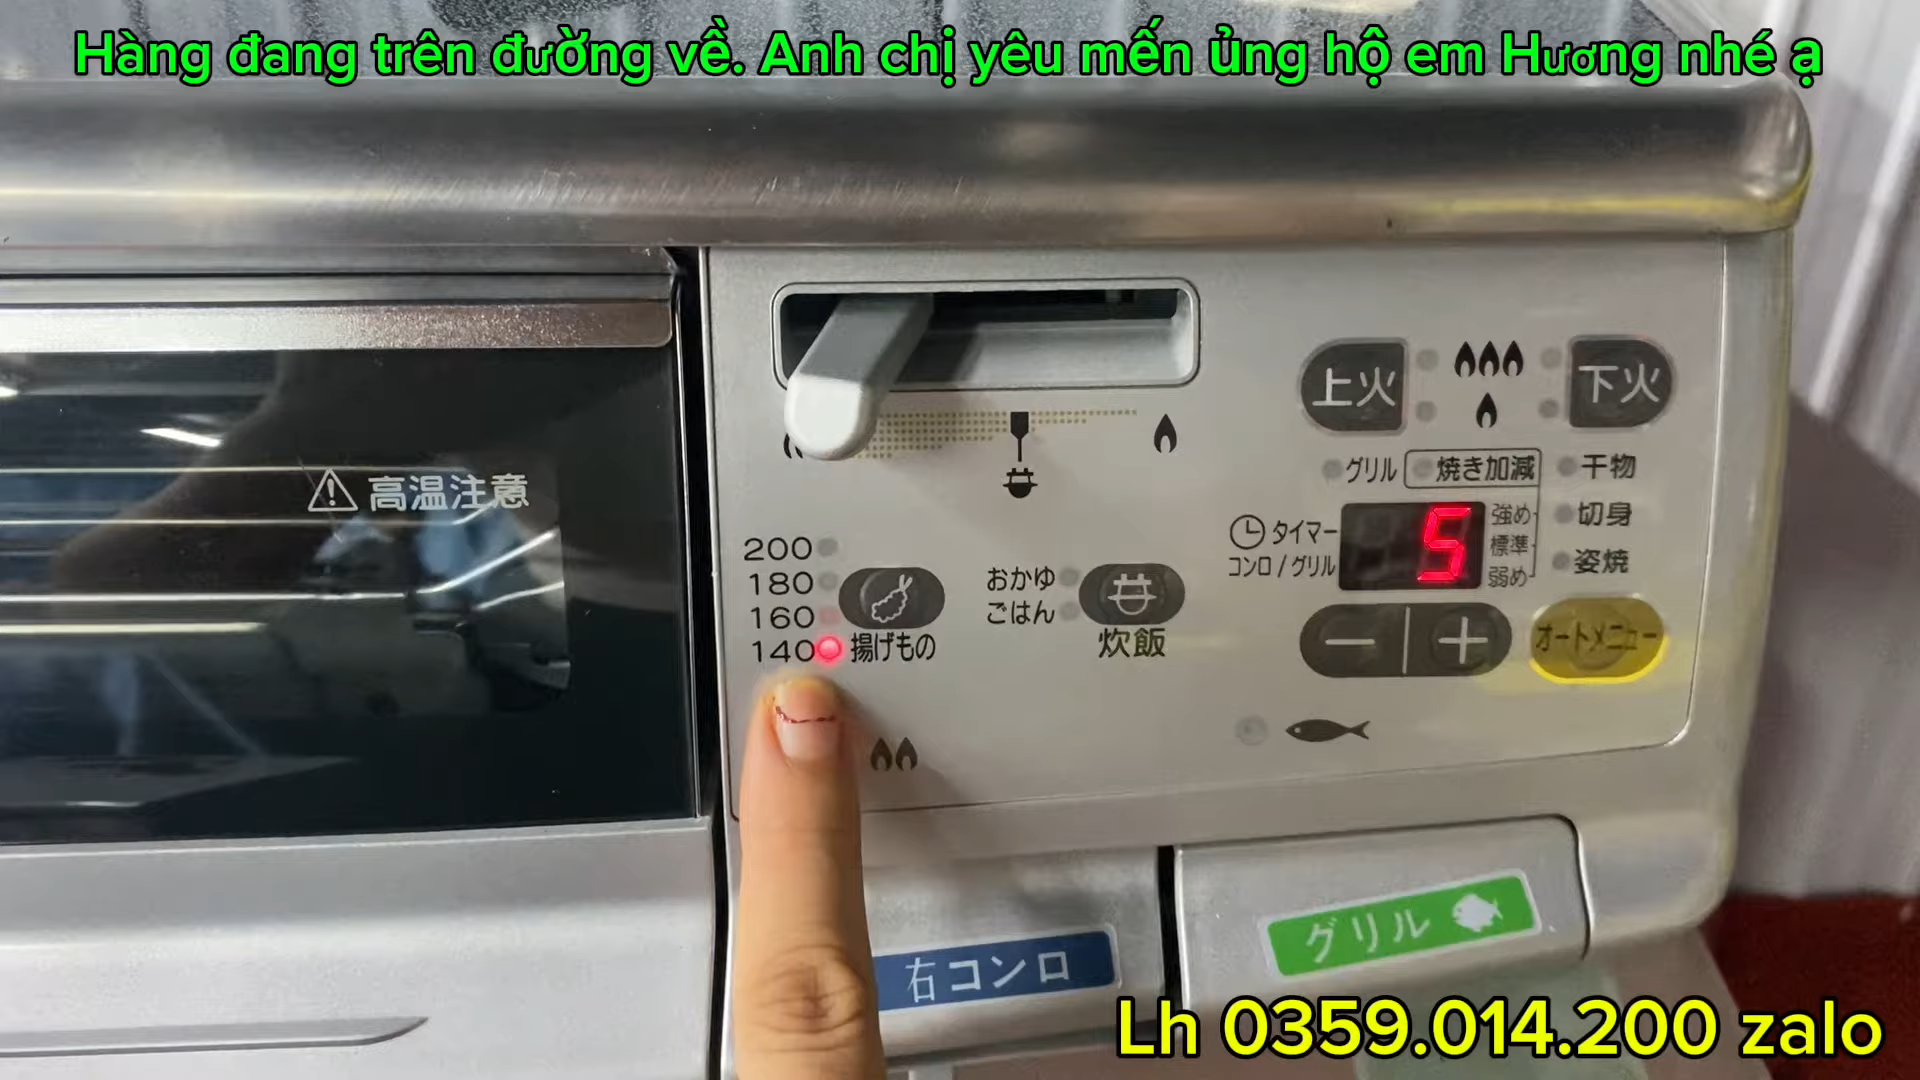 Hàng đang trên đường về. Anh chị yêu mến ủng hộ em Hương nhé ạ
上火
下火
グリル
焼き加減
干物
高温注意
タイマー
コンロ/グリル
5
強め
標準
弱め
切身
姿焼
200
180
160
140
揚げもの
おかゆ
ごはん
炊飯
オートメニュー
グリル
右コンロ
Lh 0359.014.200 zalo